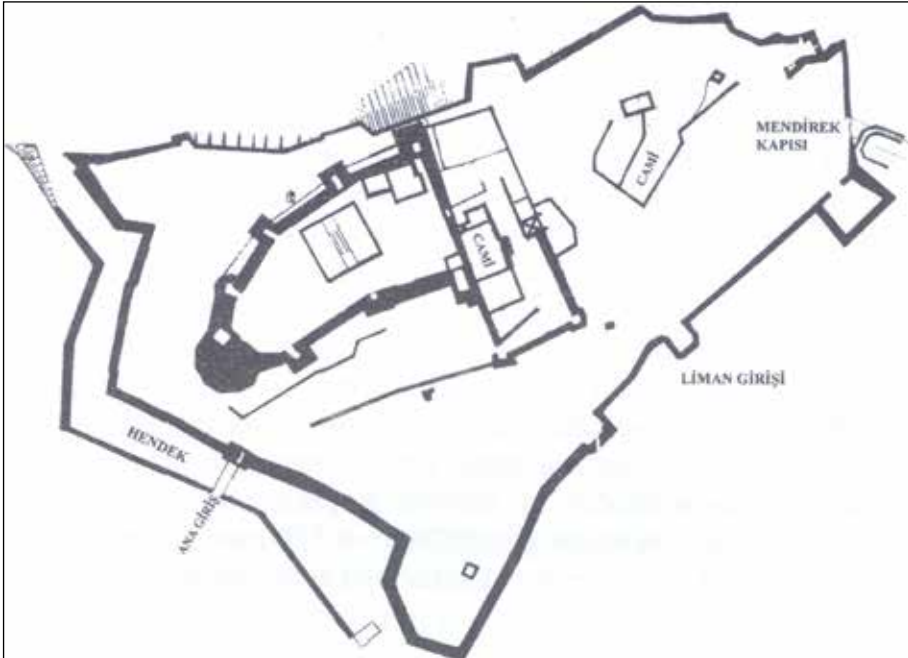 MENDİREK
KAPISI
CAMİ
CAMİ
LİMAN GİRİŞİ
HENDEK
ANA GİRİŞ